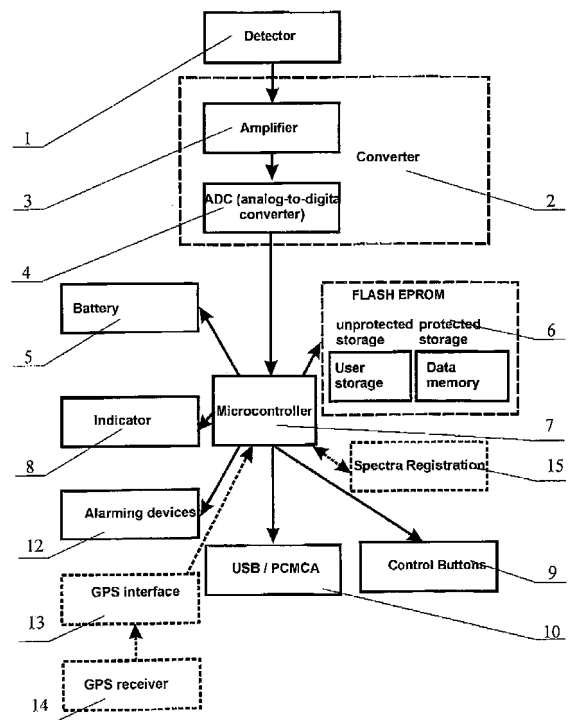 Detector
1
Amplifier
Converter
3
2
ADC (analog-to-digital
converter)
4
FLASH EPROM
Battery
unprotected
storage
protected
storage
6
5
User
storage
Data
memory
Microcontroller
7
Indicator
8
Spectra Registration
15
Alarming devices
12
USB / PCMCA
Control Buttons
9
GPS interface
13
10
GPS receiver
14